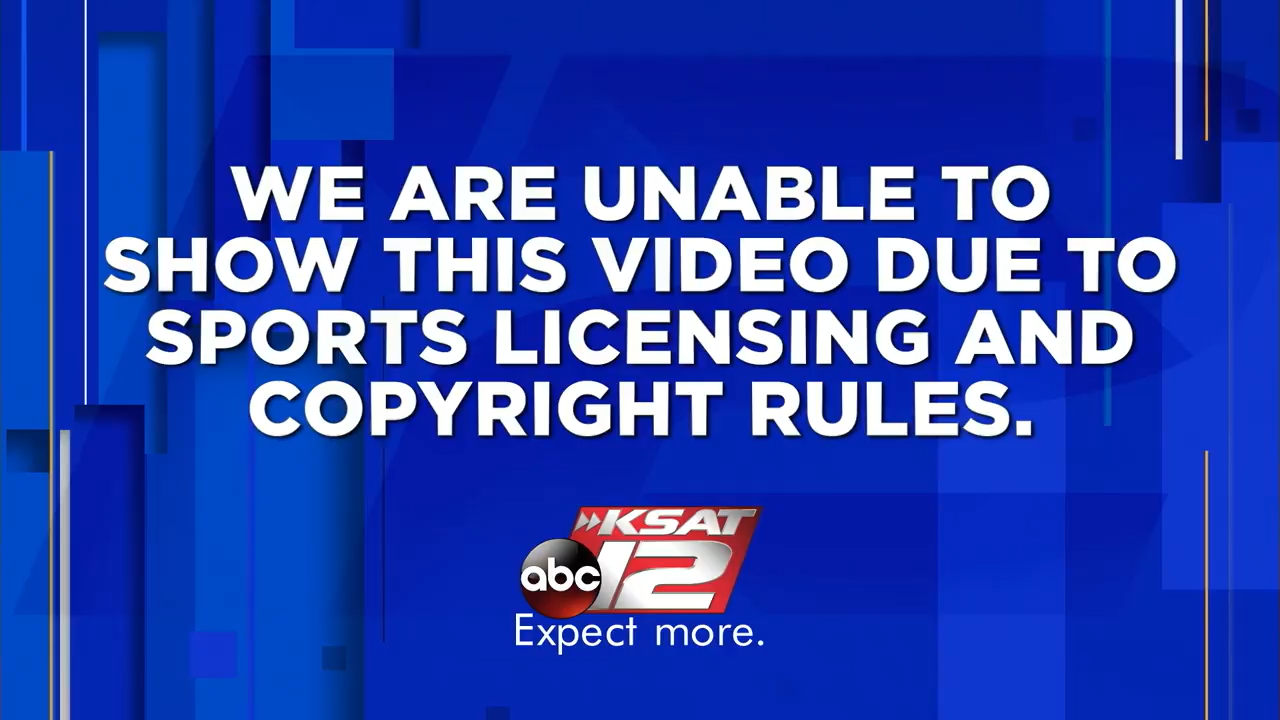 WE ARE UNABLE TO
SHOW THIS VIDEO DUE TO
SPORTS LICENSING AND
COPYRIGHT RULES.
KSAT
abc 12
Expect more.